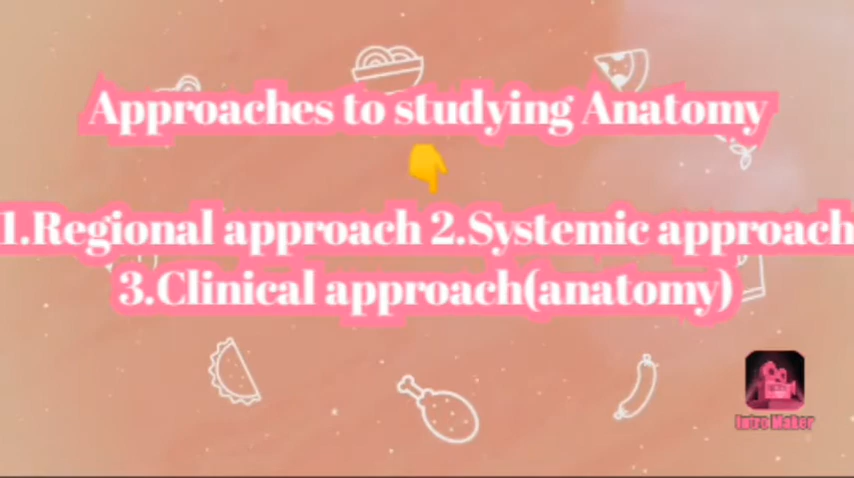 Approaches to studying Anatomy
👇
1.Regional approach 2.Systemic approach
3.Clinical approach(anatomy)
Intro Maker